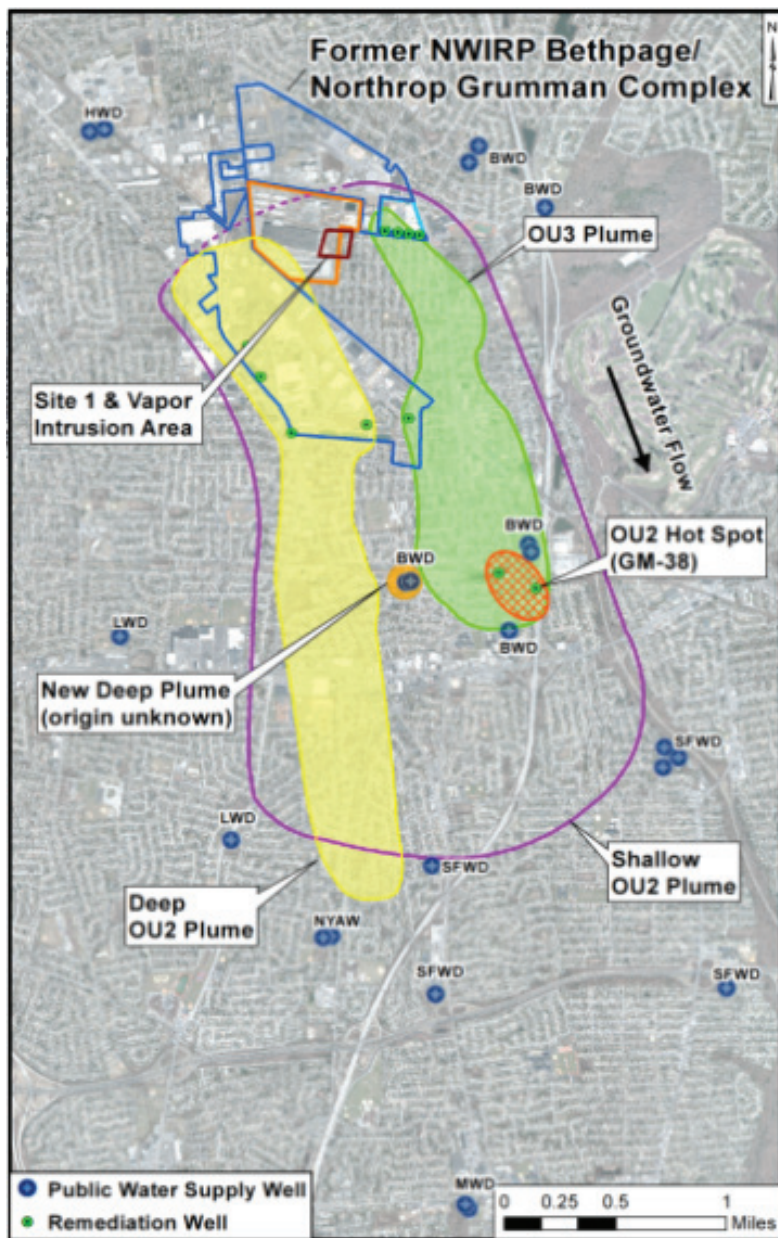 Former NWIRP Bethpage/
Northrop Grumman Complex
N
HWD
BWD
BWD
OU3 Plume
Groundwater Flow
Site 1 & Vapor
Intrusion Area
BWD
OU2 Hot Spot
(GM-38)
BWD
LWD
BWD
New Deep Plume
(origin unknown)
SFWD
LWD
SFWD
Shallow
OU2 Plume
Deep
OU2 Plume
NYAW
SFWD
SFWD
MWD
Public Water Supply Well
Remediation Well
0 0.25 0.5 1
Miles